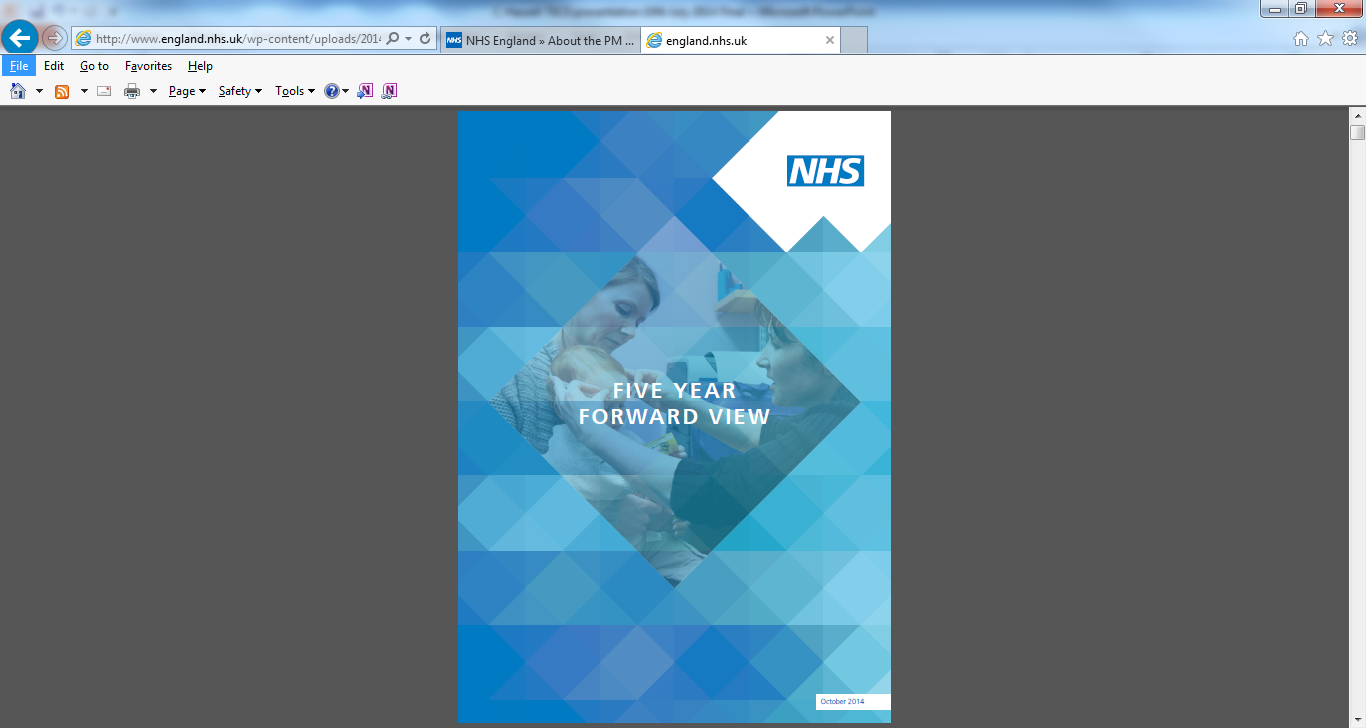 http://www.england.nhs.uk/wp-content/uploads/2014
NHS England » About the PM ...
england.nhs.uk
File Edit Go to Favorites Help
Page Safety Tools
NHS
FIVE YEAR
FORWARD VIEW
October 2014